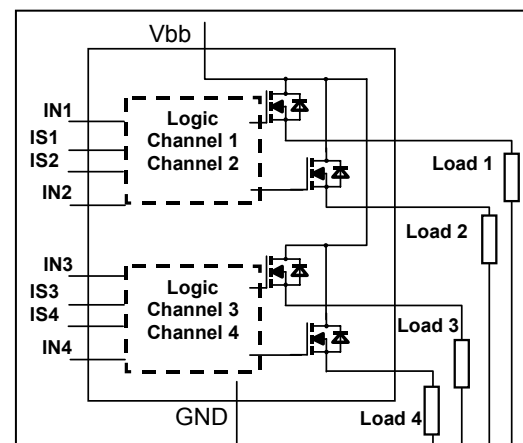 Vbb
IN1
IS1
IS2
IN2
Logic
Channel 1
Channel 2
Load 1
Load 2
IN3
IS3
IS4
IN4
Logic
Channel 3
Channel 4
Load 3
Load 4
GND